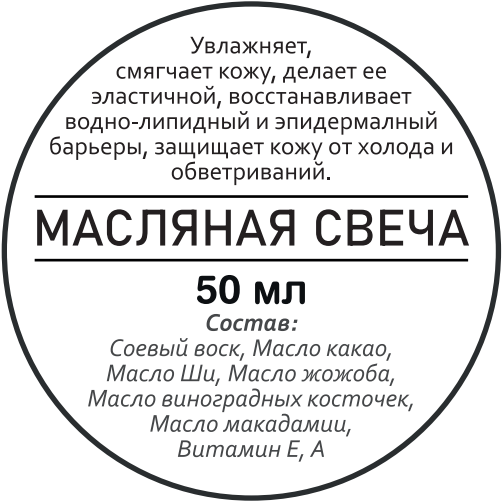 Увлажняет,
смягчает кожу, делает ее
эластичной, восстанавливает
водно-липидный и эпидермалный
барьеры, защищает кожу от холода и
обветриваний.
МАСЛЯНАЯ СВЕЧА
50 мл
Состав:
Соевый воск, Масло какао,
Масло Ши, Масло жожоба,
Масло виноградных косточек,
Масло макадамии,
Витамин Е, А